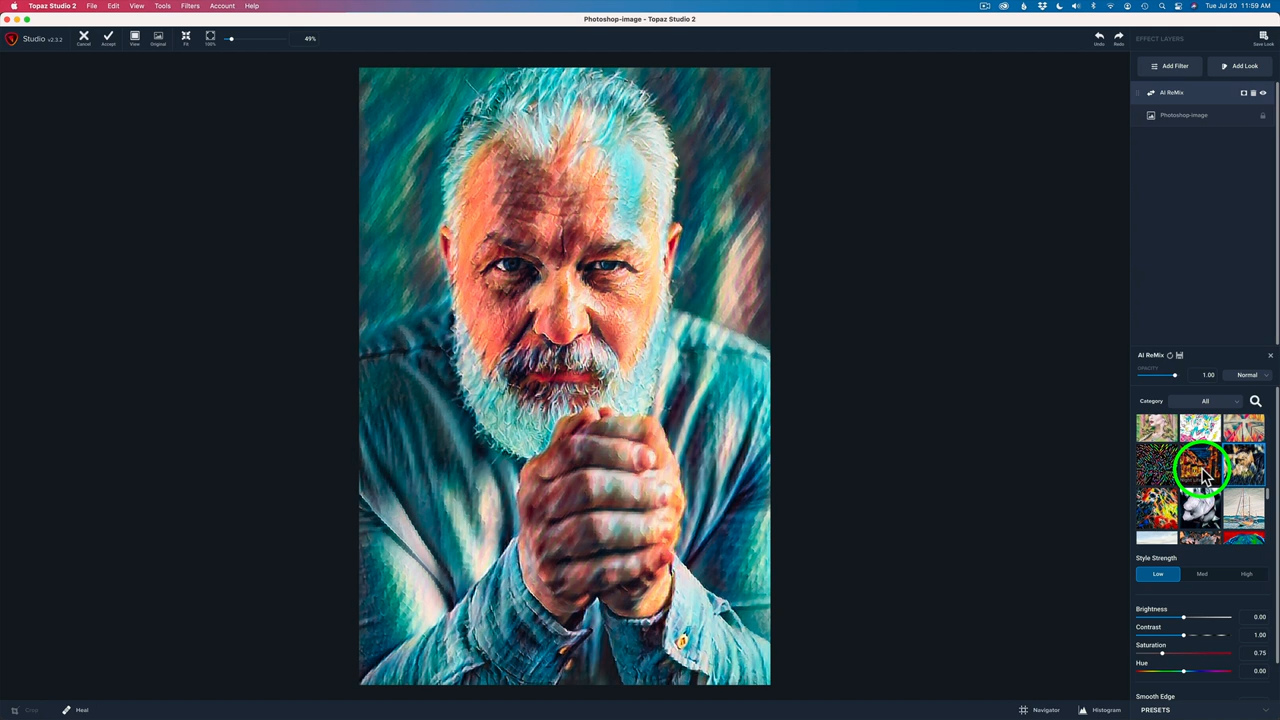 Topaz Studio 2 File Edit View Tools Filters Account Help Tue Jul 20 11:59 AM
Photoshop-image - Topaz Studio 2
Studio v2.3.2 Cancel Accept View Original Fit 100% 49% Undo Redo EFFECT LAYERS Save Look
Add Filter Add Look
AI ReMix
Photoshop-image
AI ReMix
OPACITY 1.00 Normal
Category All
Style Strength
Low Med High
Brightness 0.00
Contrast 1.00
Saturation 0.75
Hue 0.00
Smooth Edge
Crop Heal Navigator Histogram PRESETS